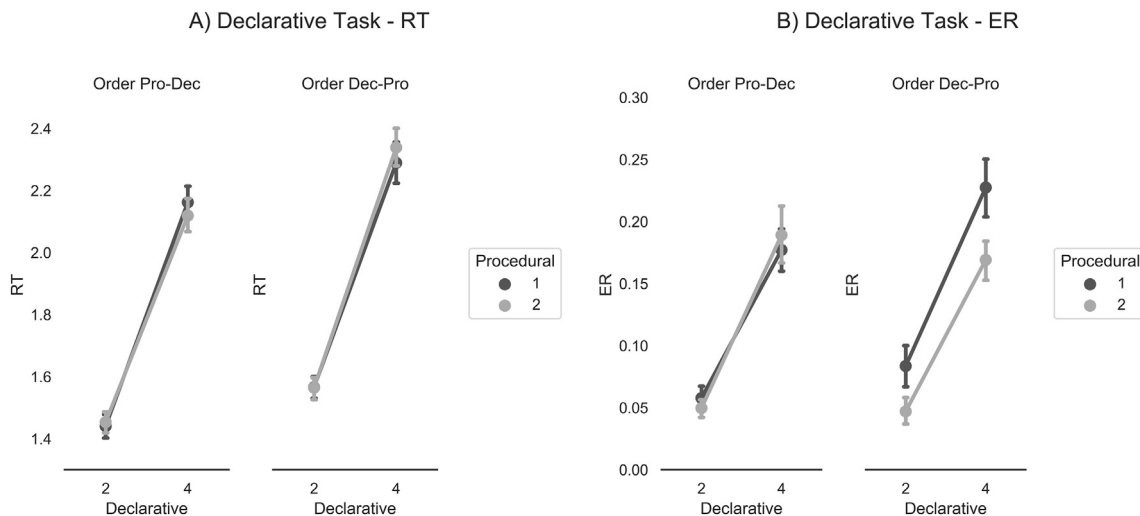 A) Declarative Task - RT
Order Pro-Dec
Order Dec-Pro
2.4
2.2
2.0
1.8
1.6
1.4
RT
RT
2
4
2
4
Declarative
Declarative
Procedural
1
2
B) Declarative Task - ER
Order Pro-Dec
Order Dec-Pro
0.30
0.25
0.20
0.15
0.10
0.05
0.00
ER
ER
2
4
2
4
Declarative
Declarative
Procedural
1
2